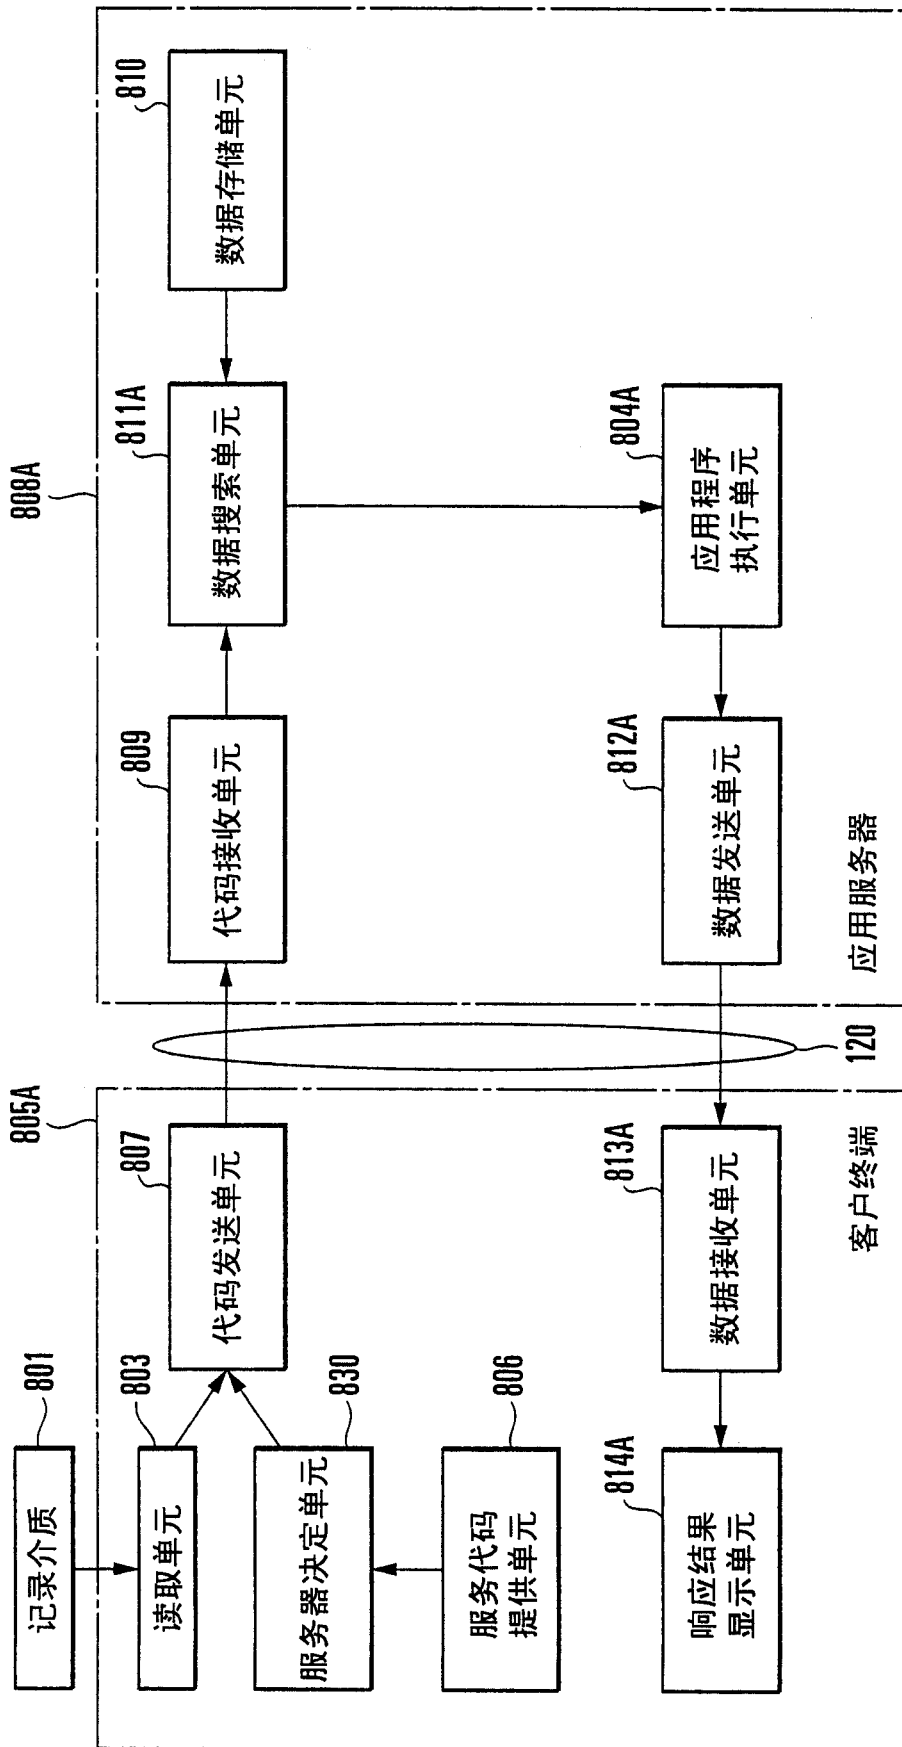 801
记录介质
805A
803
读取单元
830
服务器决定单元
806
服务代码
提供单元
807
代码发送单元
814A
响应结果
显示单元
813A
数据接收单元
客户终端
120
808A
809
代码接收单元
811A
数据搜索单元
810
数据存储单元
804A
应用程序
执行单元
812A
数据发送单元
应用服务器